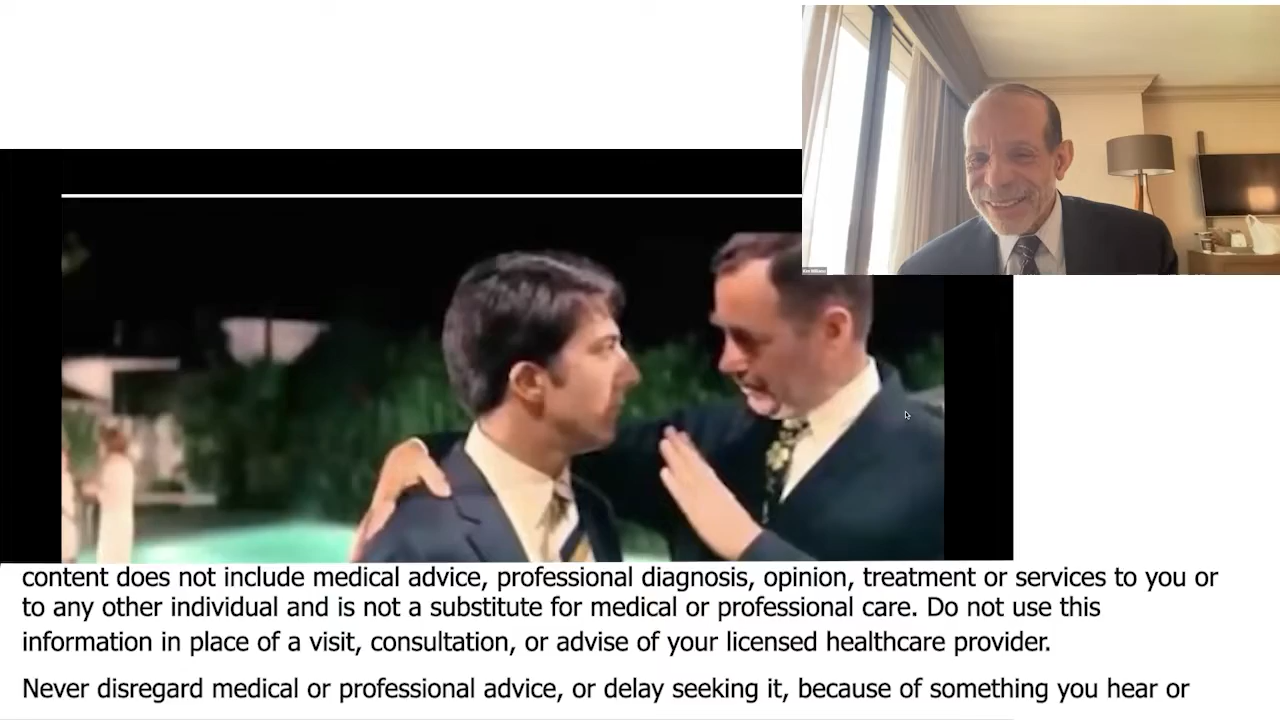 content does not include medical advice, professional diagnosis, opinion, treatment or services to you or
to any other individual and is not a substitute for medical or professional care. Do not use this
information in place of a visit, consultation, or advise of your licensed healthcare provider.
Never disregard medical or professional advice, or delay seeking it, because of something you hear or